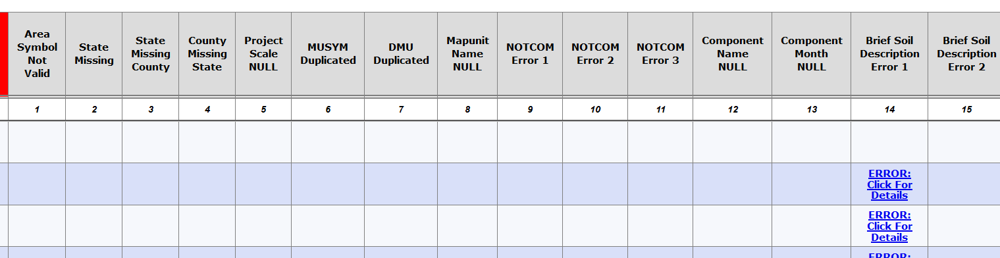 Area Symbol Not Valid
State Missing
State Missing County
County Missing State
Project Scale NULL
MUSYM Duplicated
DMU Duplicated
Mapunit Name NULL
NOTCOM Error 1
NOTCOM Error 2
NOTCOM Error 3
Component Name NULL
Component Month NULL
Brief Soil Description Error 1
Brief Soil Description Error 2
1 2 3 4 5 6 7 8 9 10 11 12 13 14 15
ERROR:
Click For
Details
ERROR:
Click For
Details
ERROR: